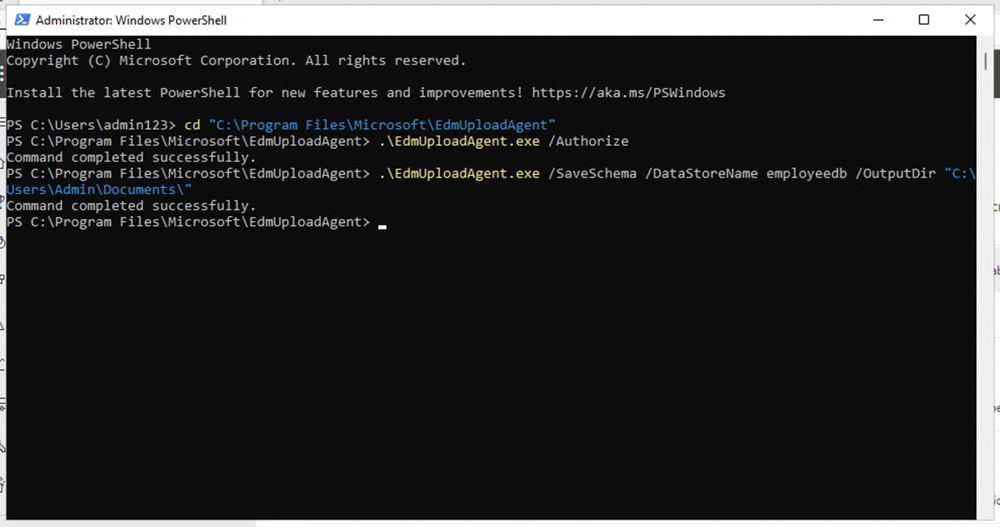 Administrator: Windows PowerShell
Windows PowerShell
Copyright (C) Microsoft Corporation. All rights reserved.
Install the latest PowerShell for new features and improvements! https://aka.ms/PSWindows
PS C:\Users\admin123> cd "C:\Program Files\Microsoft\EdmUploadAgent"
PS C:\Program Files\Microsoft\EdmUploadAgent> .\EdmUploadAgent.exe /Authorize
Command completed successfully.
PS C:\Program Files\Microsoft\EdmUploadAgent> .\EdmUploadAgent.exe /SaveSchema /DataStoreName employeedb /OutputDir "C:\
Users\Admin\Documents\"
Command completed successfully.
PS C:\Program Files\Microsoft\EdmUploadAgent>